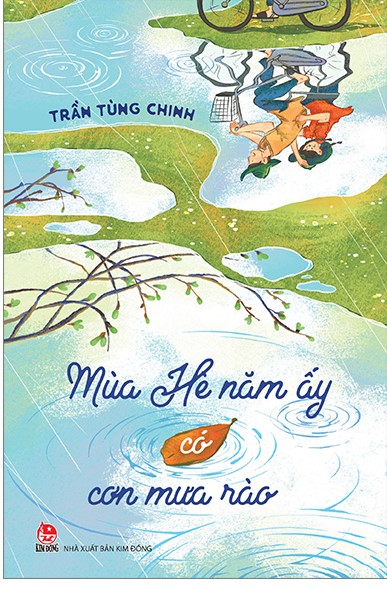 TRẦN TÙNG CHINH
Mùa Hè năm ấy
có
cơn mưa rào
KIM ĐỒNG
NHÀ XUẤT BẢN KIM ĐỒNG